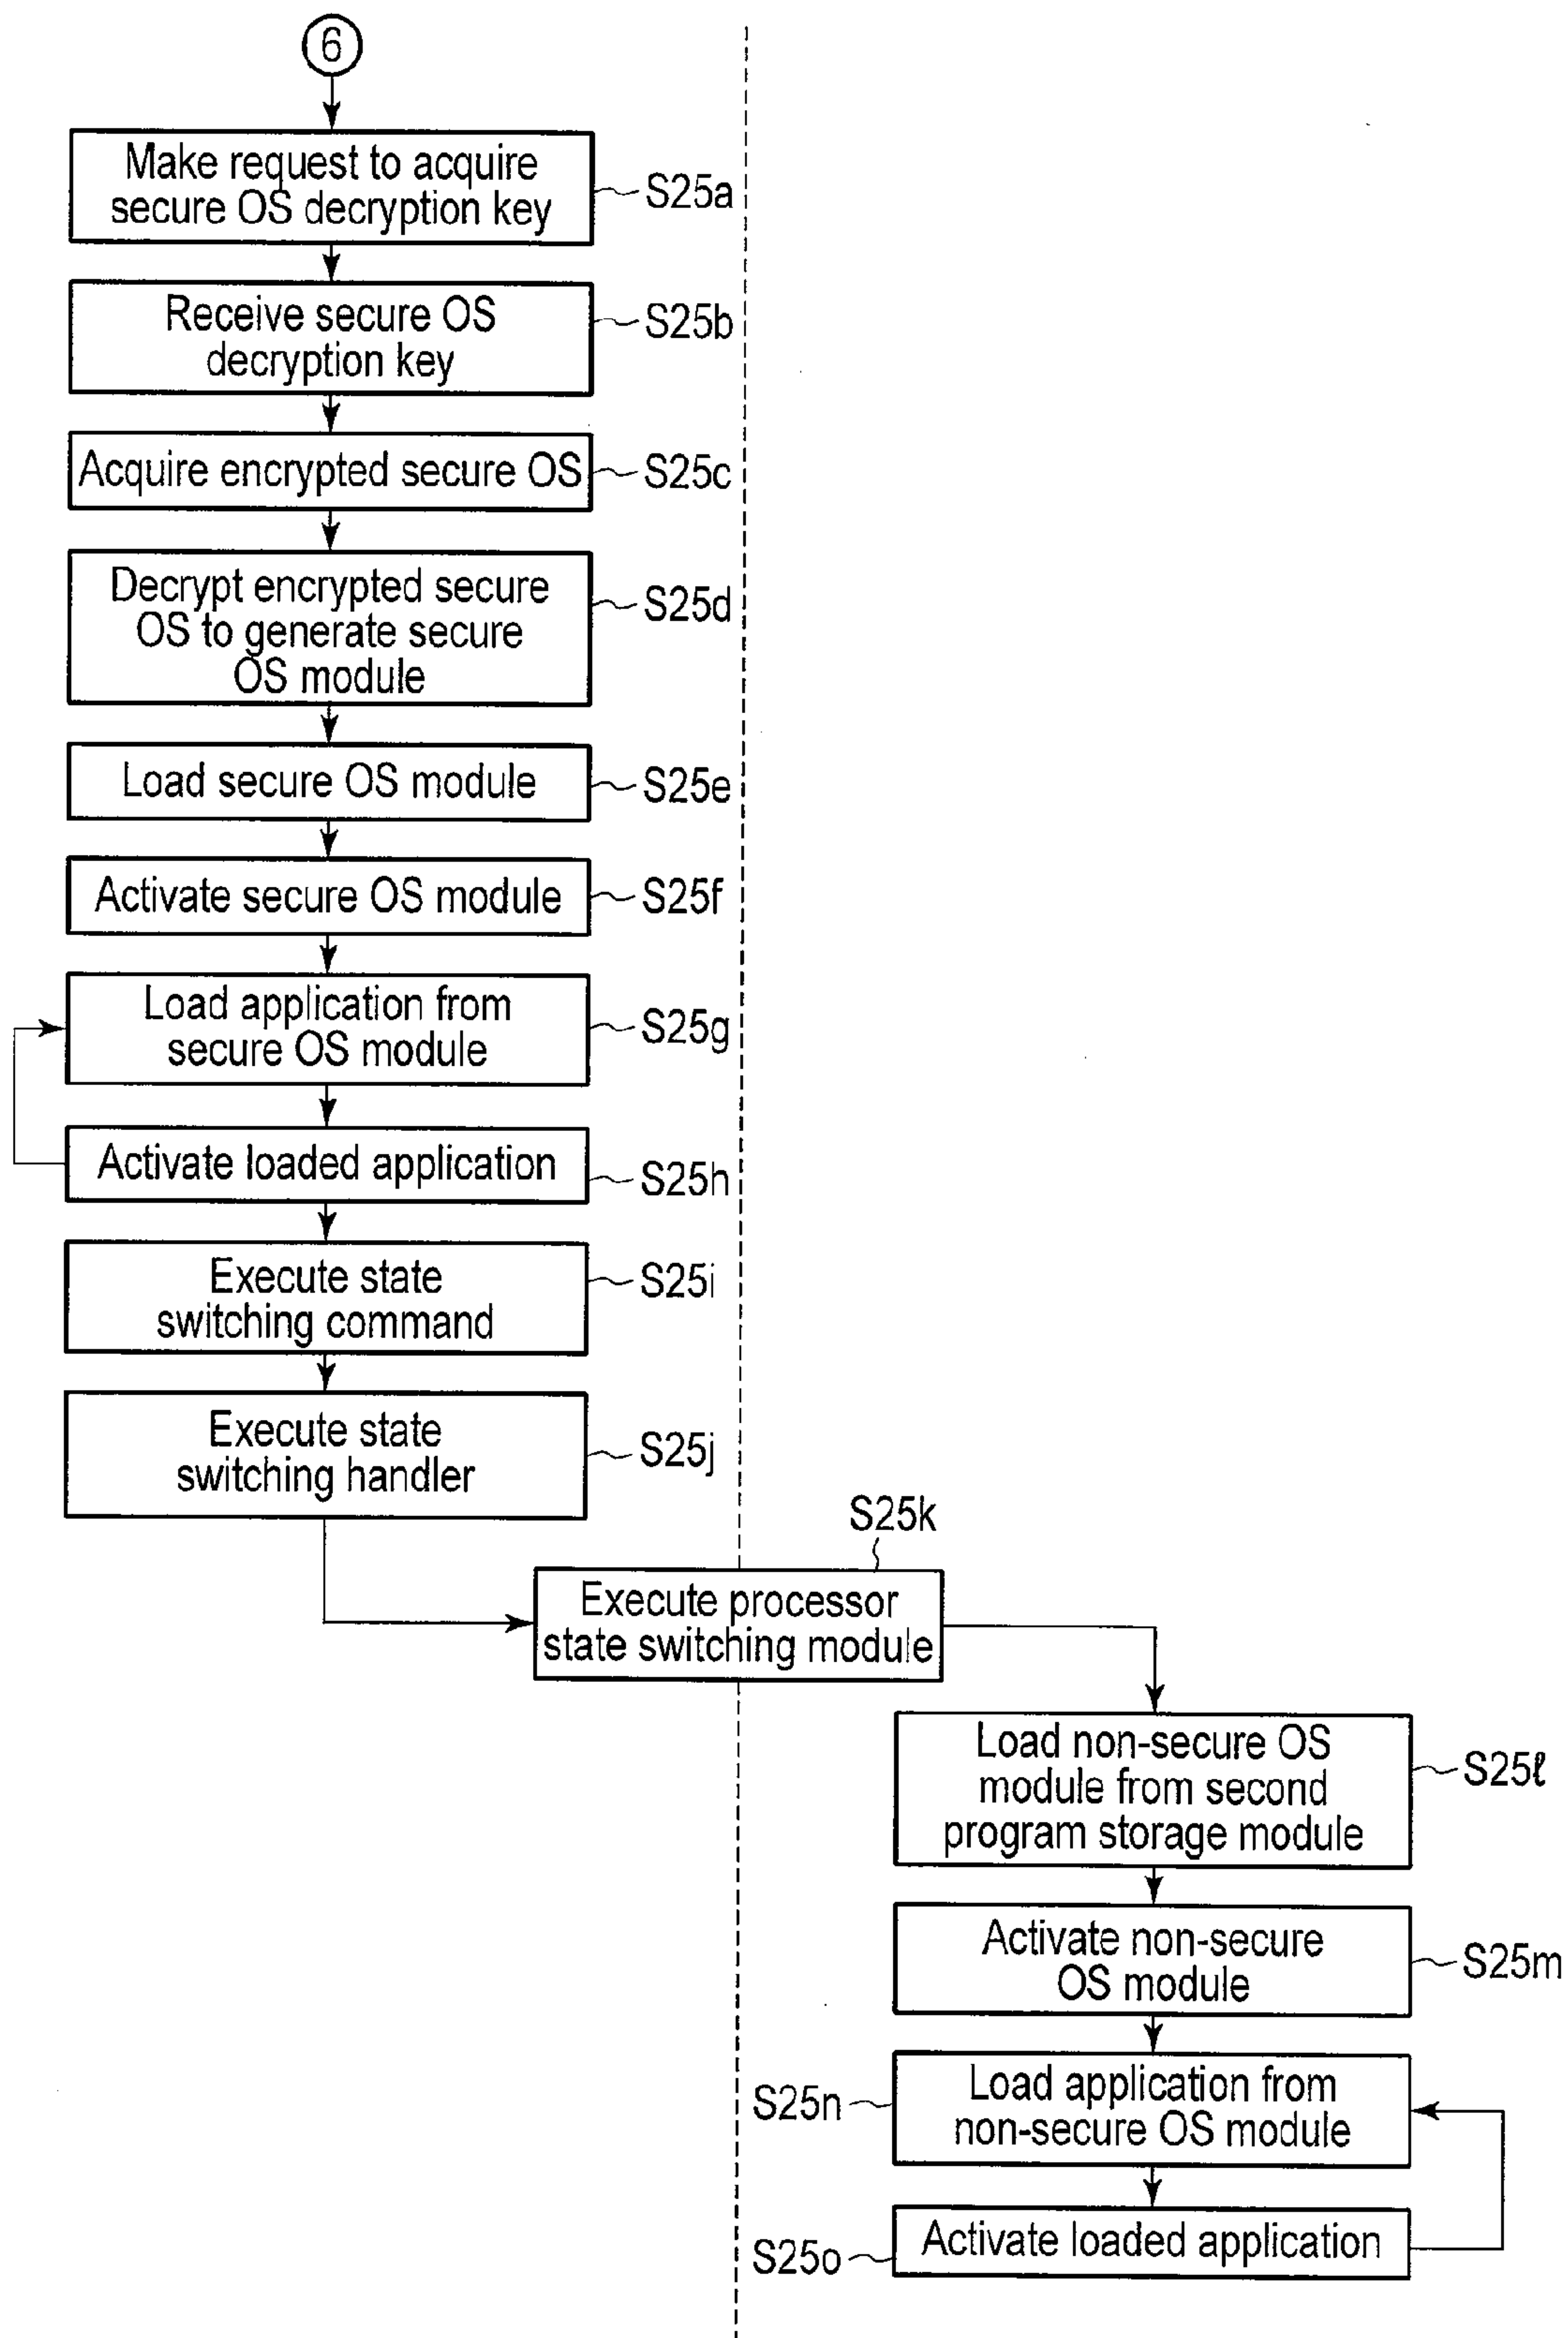 6
Make request to acquire
secure OS decryption key
S25a
Receive secure OS
decryption key
S25b
Acquire encrypted secure OS
S25c
Decrypt encrypted secure
OS to generate secure
OS module
S25d
Load secure OS module
S25e
Activate secure OS module
S25f
Load application from
secure OS module
S25g
Activate loaded application
S25h
Execute state
switching command
S25i
Execute state
switching handler
S25j
S25k
Execute processor
state switching module
Load non-secure OS
module from second
program storage module
S25ℓ
Activate non-secure
OS module
S25m
Load application from
non-secure OS module
S25n
Activate loaded application
S25o